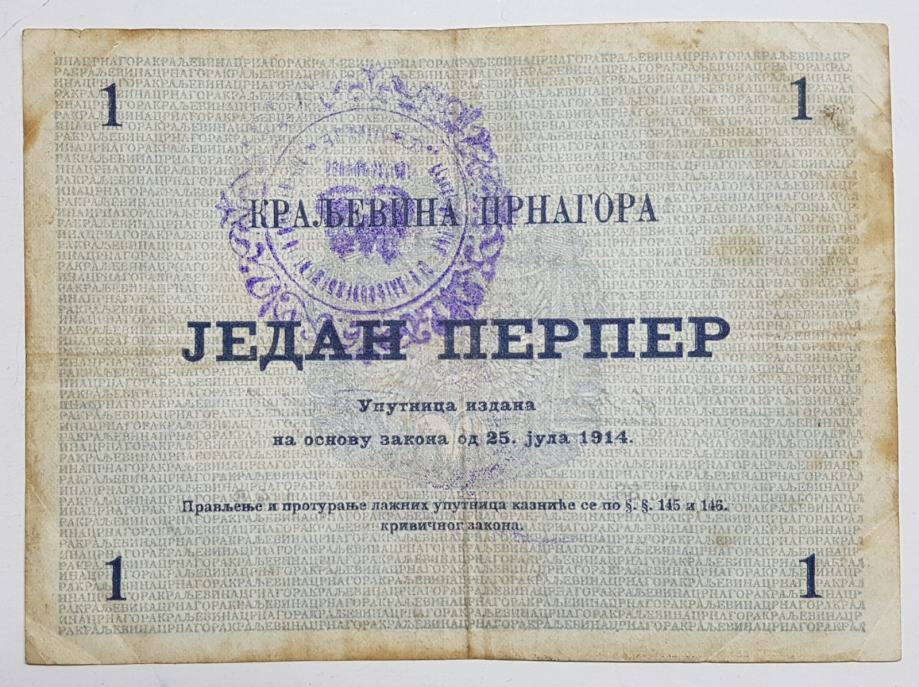 1 1
КРАЉЕВИНА ЦРНАГОРА
ЈЕДАН ПЕРПЕР
Упутница издана
на основу закона од 25. јула 1914.
Прављење и протурање лажних упутница казниће се по §. §. 145 и 146.
кривичног закона.
1 1